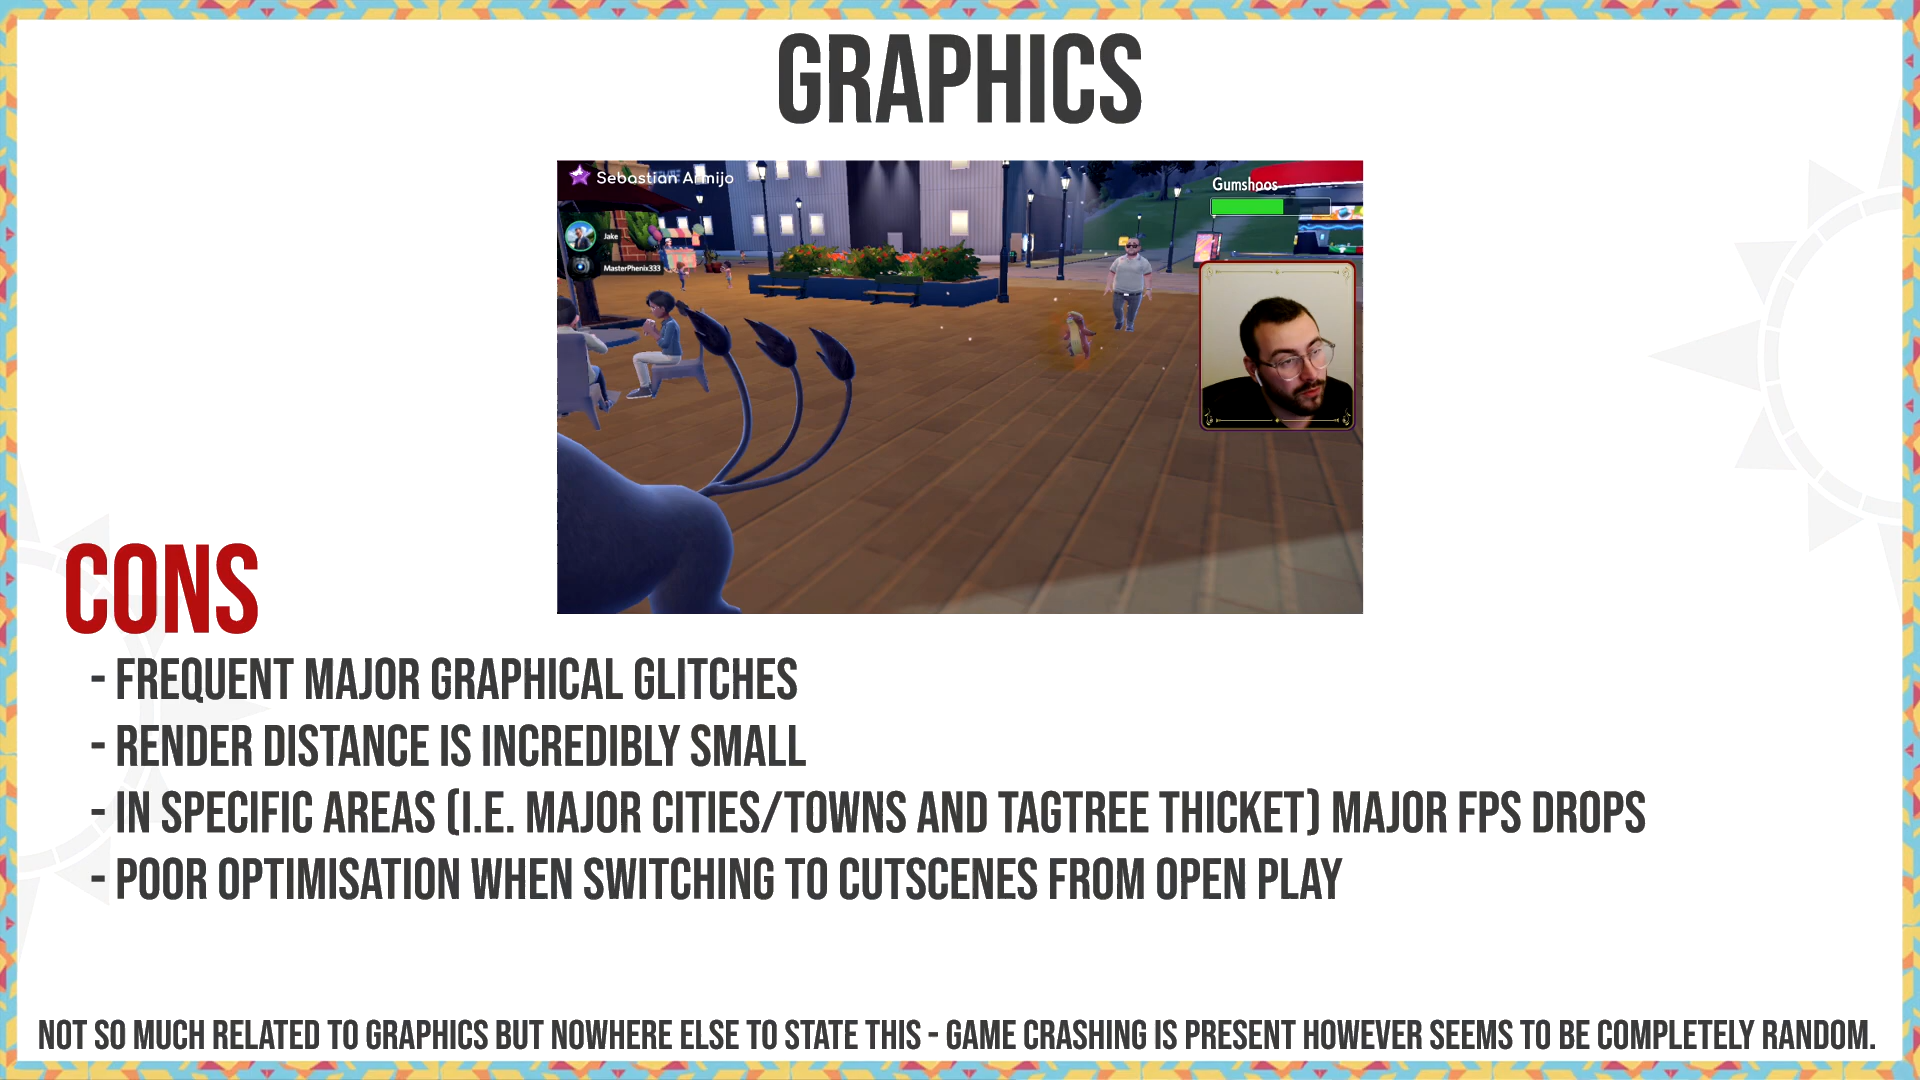 GRAPHICS
Sebastian Armijo
Gumshoos
Jake
MasterPhenix333
CONS
- FREQUENT MAJOR GRAPHICAL GLITCHES
- RENDER DISTANCE IS INCREDIBLY SMALL
- IN SPECIFIC AREAS (I.E. MAJOR CITIES/TOWNS AND TAGTREE THICKET) MAJOR FPS DROPS
- POOR OPTIMISATION WHEN SWITCHING TO CUTSCENES FROM OPEN PLAY
NOT SO MUCH RELATED TO GRAPHICS BUT NOWHERE ELSE TO STATE THIS - GAME CRASHING IS PRESENT HOWEVER SEEMS TO BE COMPLETELY RANDOM.